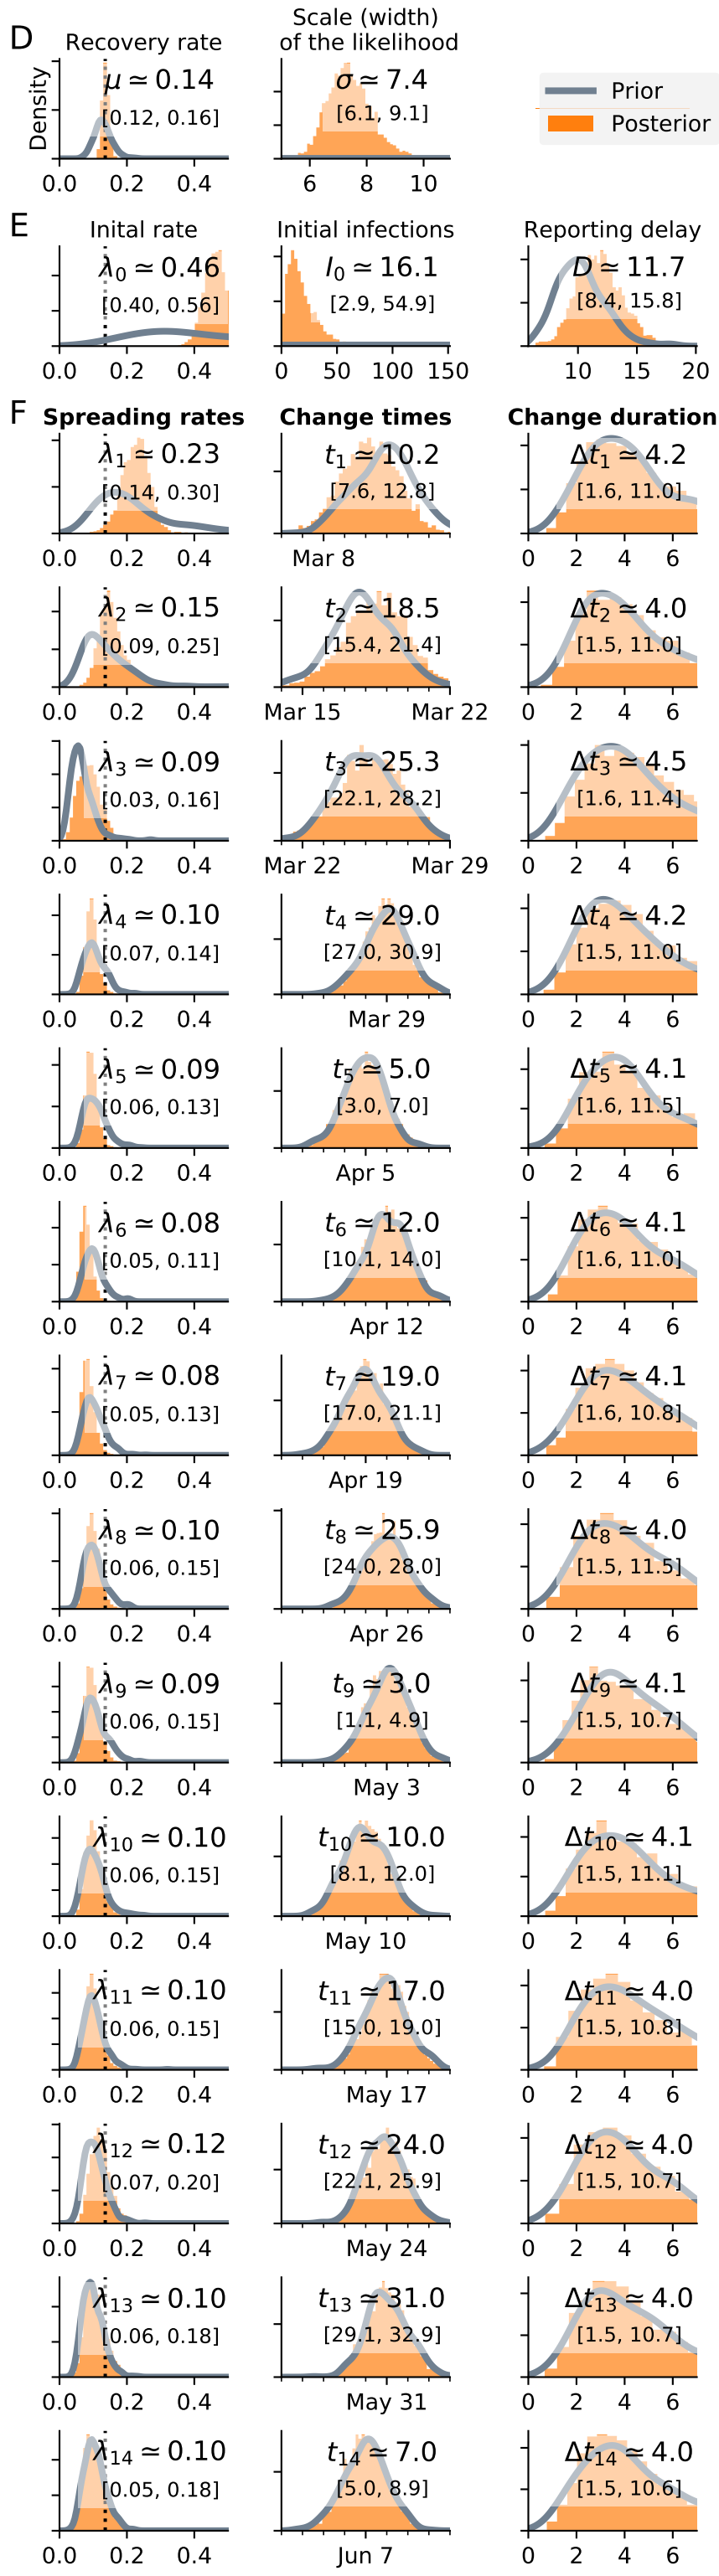 D
Recovery rate
Scale (width)
of the likelihood
Density
μ ≃ 0.14
[0.12, 0.16]
σ ≃ 7.4
[6.1, 9.1]
Prior
Posterior
0.0 0.2 0.4
6 8 10
E
Inital rate
Initial infections
Reporting delay
λ0 ≃ 0.46
[0.40, 0.56]
I0 ≃ 16.1
[2.9, 54.9]
D ≃ 11.7
[8.4, 15.8]
0.0 0.2 0.4
0 50 100 150
10 15 20
F
Spreading rates
Change times
Change duration
λ1 ≃ 0.23
[0.14, 0.30]
t1 ≃ 10.2
[7.6, 12.8]
Δt1 ≃ 4.2
[1.6, 11.0]
0.0 0.2 0.4
Mar 8
0 2 4 6
λ2 ≃ 0.15
[0.09, 0.25]
t2 ≃ 18.5
[15.4, 21.4]
Δt2 ≃ 4.0
[1.5, 11.0]
0.0 0.2 0.4
Mar 15 Mar 22
0 2 4 6
λ3 ≃ 0.09
[0.03, 0.16]
t3 ≃ 25.3
[22.1, 28.2]
Δt3 ≃ 4.5
[1.6, 11.4]
0.0 0.2 0.4
Mar 22 Mar 29
0 2 4 6
λ4 ≃ 0.10
[0.07, 0.14]
t4 ≃ 29.0
[27.0, 30.9]
Δt4 ≃ 4.2
[1.5, 11.0]
0.0 0.2 0.4
Mar 29
0 2 4 6
λ5 ≃ 0.09
[0.06, 0.13]
t5 ≃ 5.0
[3.0, 7.0]
Δt5 ≃ 4.1
[1.6, 11.5]
0.0 0.2 0.4
Apr 5
0 2 4 6
λ6 ≃ 0.08
[0.05, 0.11]
t6 ≃ 12.0
[10.1, 14.0]
Δt6 ≃ 4.1
[1.6, 11.0]
0.0 0.2 0.4
Apr 12
0 2 4 6
λ7 ≃ 0.08
[0.05, 0.13]
t7 ≃ 19.0
[17.0, 21.1]
Δt7 ≃ 4.1
[1.6, 10.8]
0.0 0.2 0.4
Apr 19
0 2 4 6
λ8 ≃ 0.10
[0.06, 0.15]
t8 ≃ 25.9
[24.0, 28.0]
Δt8 ≃ 4.0
[1.5, 11.5]
0.0 0.2 0.4
Apr 26
0 2 4 6
λ9 ≃ 0.09
[0.06, 0.15]
t9 ≃ 3.0
[1.1, 4.9]
Δt9 ≃ 4.1
[1.5, 10.7]
0.0 0.2 0.4
May 3
0 2 4 6
λ10 ≃ 0.10
[0.06, 0.15]
t10 ≃ 10.0
[8.1, 12.0]
Δt10 ≃ 4.1
[1.5, 11.1]
0.0 0.2 0.4
May 10
0 2 4 6
λ11 ≃ 0.10
[0.06, 0.15]
t11 ≃ 17.0
[15.0, 19.0]
Δt11 ≃ 4.0
[1.5, 10.8]
0.0 0.2 0.4
May 17
0 2 4 6
λ12 ≃ 0.12
[0.07, 0.20]
t12 ≃ 24.0
[22.1, 25.9]
Δt12 ≃ 4.0
[1.5, 10.7]
0.0 0.2 0.4
May 24
0 2 4 6
λ13 ≃ 0.10
[0.06, 0.18]
t13 ≃ 31.0
[29.1, 32.9]
Δt13 ≃ 4.0
[1.5, 10.7]
0.0 0.2 0.4
May 31
0 2 4 6
λ14 ≃ 0.10
[0.05, 0.18]
t14 ≃ 7.0
[5.0, 8.9]
Δt14 ≃ 4.0
[1.5, 10.6]
0.0 0.2 0.4
Jun 7
0 2 4 6